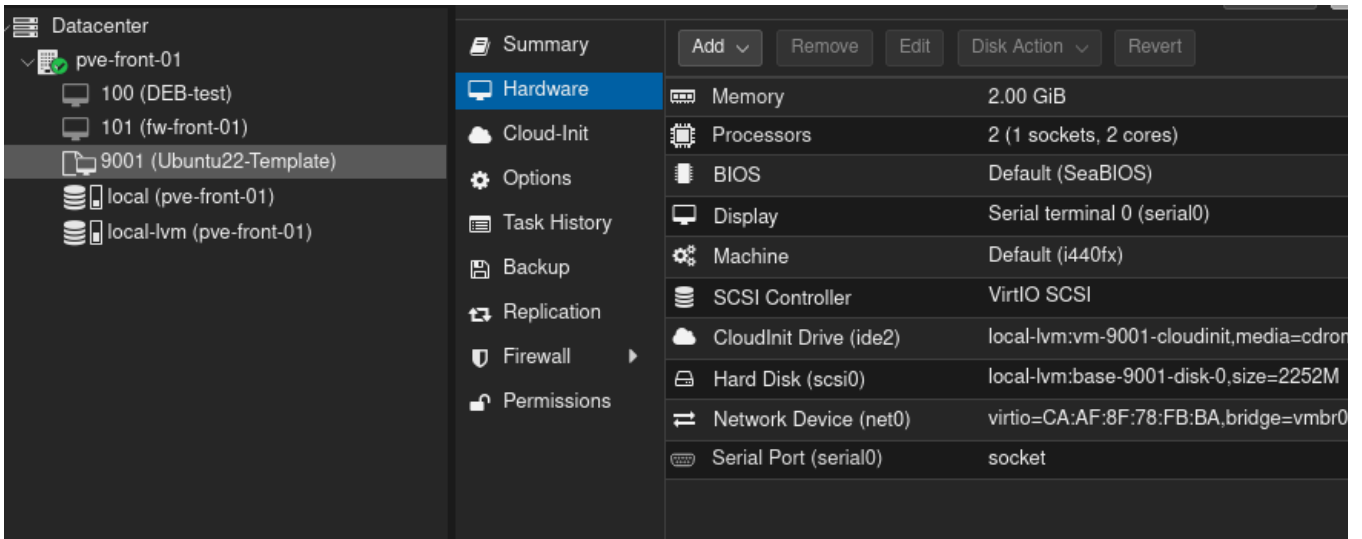 Datacenter
pve-front-01
100 (DEB-test)
101 (fw-front-01)
9001 (Ubuntu22-Template)
local (pve-front-01)
local-lvm (pve-front-01)
Summary
Hardware
Cloud-Init
Options
Task History
Backup
Replication
Firewall
Permissions
Add Remove Edit Disk Action Revert
Memory 2.00 GiB
Processors 2 (1 sockets, 2 cores)
BIOS Default (SeaBIOS)
Display Serial terminal 0 (serial0)
Machine Default (i440fx)
SCSI Controller VirtIO SCSI
CloudInit Drive (ide2) local-lvm:vm-9001-cloudinit,media=cdrom
Hard Disk (scsi0) local-lvm:base-9001-disk-0,size=2252M
Network Device (net0) virtio=CA:AF:8F:78:FB:BA,bridge=vmbr0
Serial Port (serial0) socket